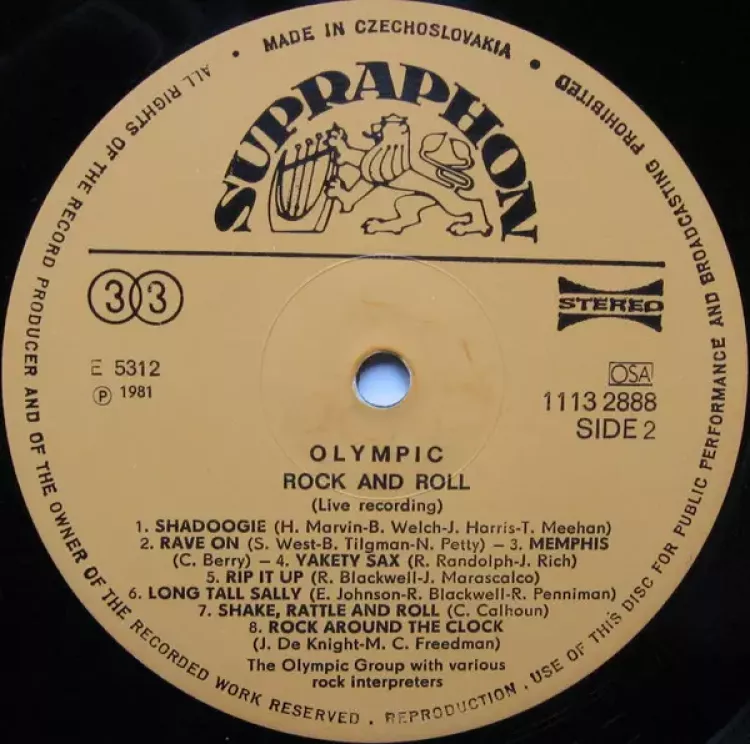 MADE IN CZECHOSLOVAKIA
ALL RIGHTS OF THE RECORD PRODUCER AND OF THE OWNER OF THE RECORDED WORK RESERVED . REPRODUCTION , USE OF THIS DISC FOR PUBLIC PERFORMANCE AND BROADCASTING PROHIBITED
SUPRAPHON
33
STEREO
E 5312
℗ 1981
OSA
1113 2888
SIDE 2
OLYMPIC
ROCK AND ROLL
(Live recording)
1. SHADOOGIE (H. Marvin-B. Welch-J. Harris-T. Meehan)
2. RAVE ON (S. West-B. Tilgman-N. Petty) – 3. MEMPHIS
(C. Berry) – 4. YAKETY SAX (R. Randolph-J. Rich)
5. RIP IT UP (R. Blackwell-J. Marascalco)
6. LONG TALL SALLY (E. Johnson-R. Blackwell-R. Penniman)
7. SHAKE, RATTLE AND ROLL (C. Calhoun)
8. ROCK AROUND THE CLOCK
(J. De Knight-M. C. Freedman)
The Olympic Group with various
rock interpreters